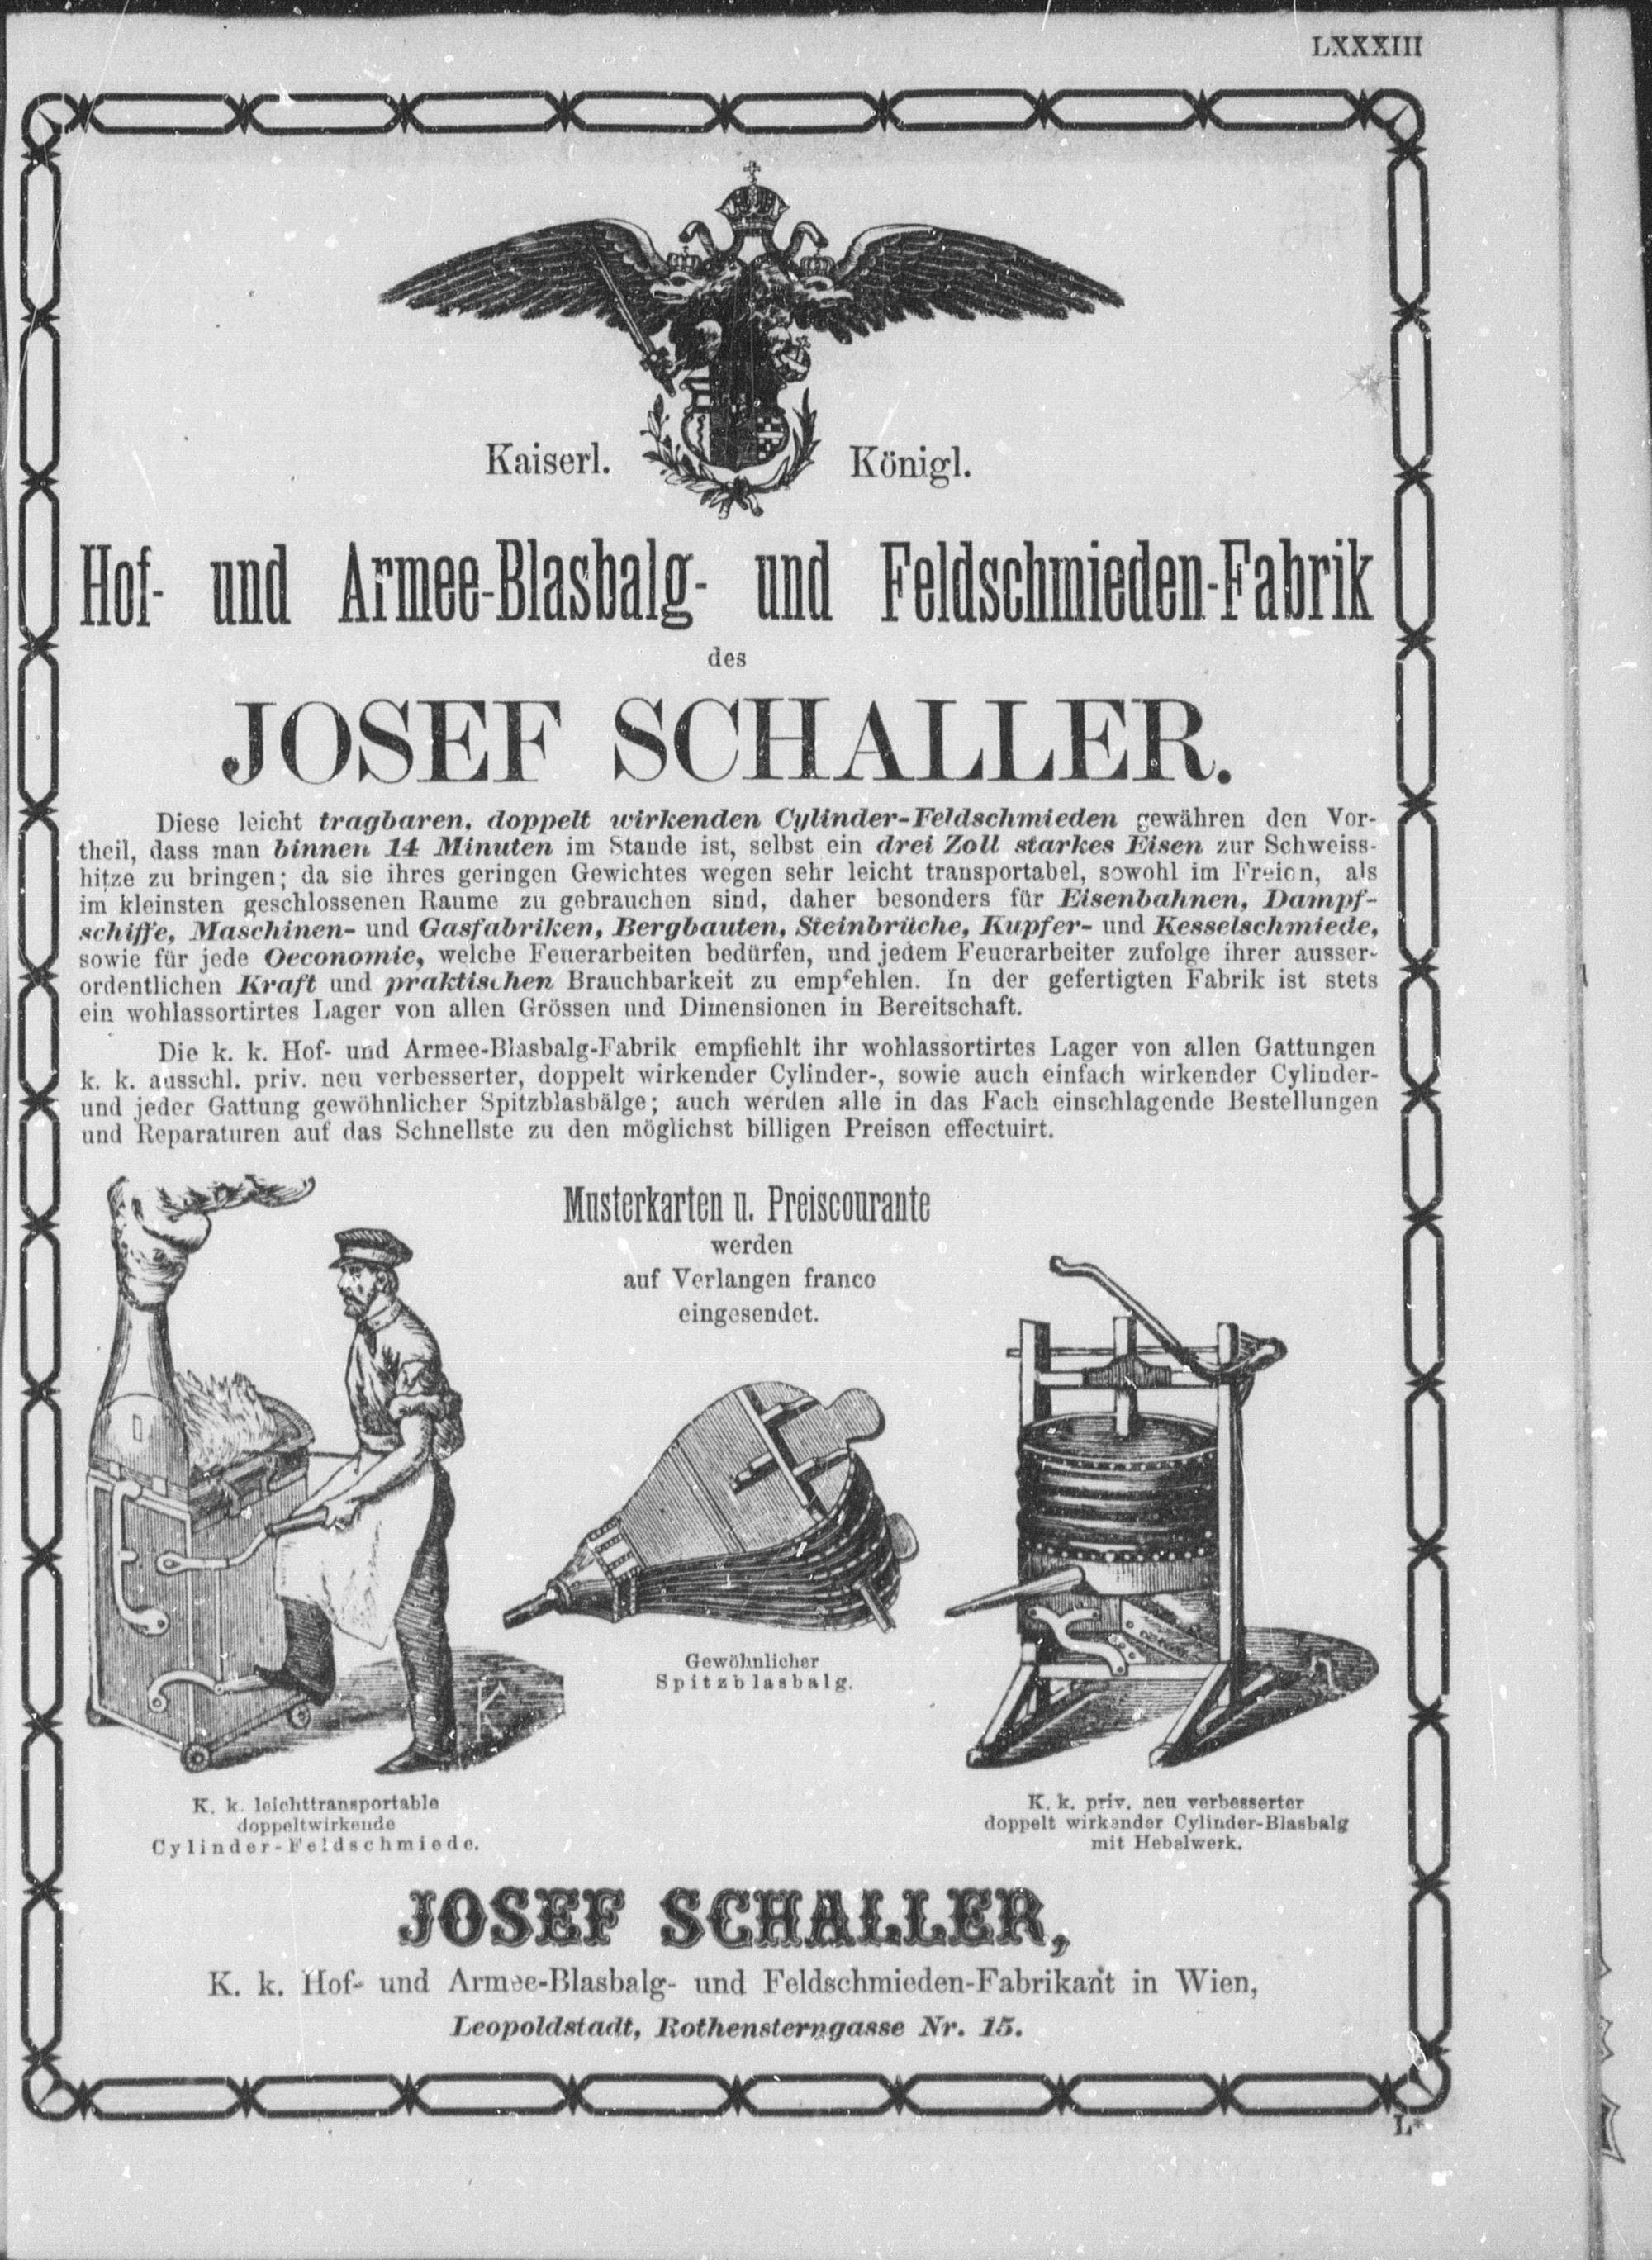 LXXXIII
Kaiserl. Königl.
Hof- und Armee-Blasbalg- und Feldschmieden-Fabrik
des
JOSEF SCHALLER.
Diese leicht tragbaren, doppelt wirkenden Cylinder-Feldschmieden gewähren den Vor-
theil, dass man binnen 14 Minuten im Stande ist, selbst ein drei Zoll starkes Eisen zur Schweiss-
hitze zu bringen; da sie ihres geringen Gewichtes wegen sehr leicht transportabel, sowohl im Freien, als
im kleinsten geschlossenen Raume zu gebrauchen sind, daher besonders für Eisenbahnen, Dampf-
schiffe, Maschinen- und Gasfabriken, Bergbauten, Steinbrüche, Kupfer- und Kesselschmiede,
sowie für jede Oeconomie, welche Feuerarbeiten bedürfen, und jedem Feuerarbeiter zufolge ihrer ausser-
ordentlichen Kraft und praktischen Brauchbarkeit zu empfehlen. In der gefertigten Fabrik ist stets
ein wohlassortirtes Lager von allen Grössen und Dimensionen in Bereitschaft.
Die k. k. Hof- und Armee-Blasbalg-Fabrik empfiehlt ihr wohlassortirtes Lager von allen Gattungen
k. k. ausschl. priv. neu verbesserter, doppelt wirkender Cylinder-, sowie auch einfach wirkender Cylinder-
und jeder Gattung gewöhnlicher Spitzblasbälge; auch werden alle in das Fach einschlagende Bestellungen
und Reparaturen auf das Schnellste zu den möglichst billigen Preisen effectuirt.
Musterkarten u. Preiscourante
werden
auf Verlangen franco
eingesendet.
K
Gewöhnlicher
Spitzblasbalg.
K. k. leichttransportable
doppeltwirkende
Cylinder-Feldschmiede.
K. k. priv. neu verbesserter
doppelt wirkender Cylinder-Blasbalg
mit Hebelwerk.
JOSEF SCHALLER,
K. k. Hof- und Armee-Blasbalg- und Feldschmieden-Fabrikant in Wien,
Leopoldstadt, Rothensterngasse Nr. 15.
L*